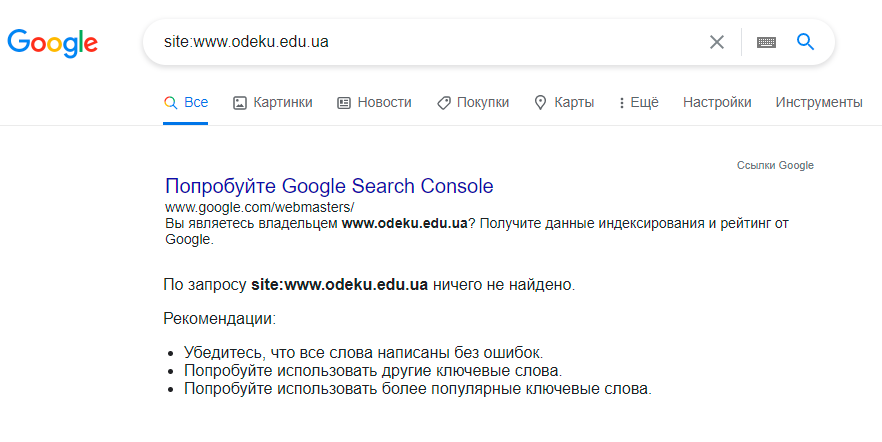 Google
site:www.odeku.edu.ua
Все Картинки Новости Покупки Карты Ещё Настройки Инструменты
Ссылки Google
Попробуйте Google Search Console
www.google.com/webmasters/
Вы являетесь владельцем www.odeku.edu.ua? Получите данные индексирования и рейтинг от
Google.
По запросу site:www.odeku.edu.ua ничего не найдено.
Рекомендации:
• Убедитесь, что все слова написаны без ошибок.
• Попробуйте использовать другие ключевые слова.
• Попробуйте использовать более популярные ключевые слова.